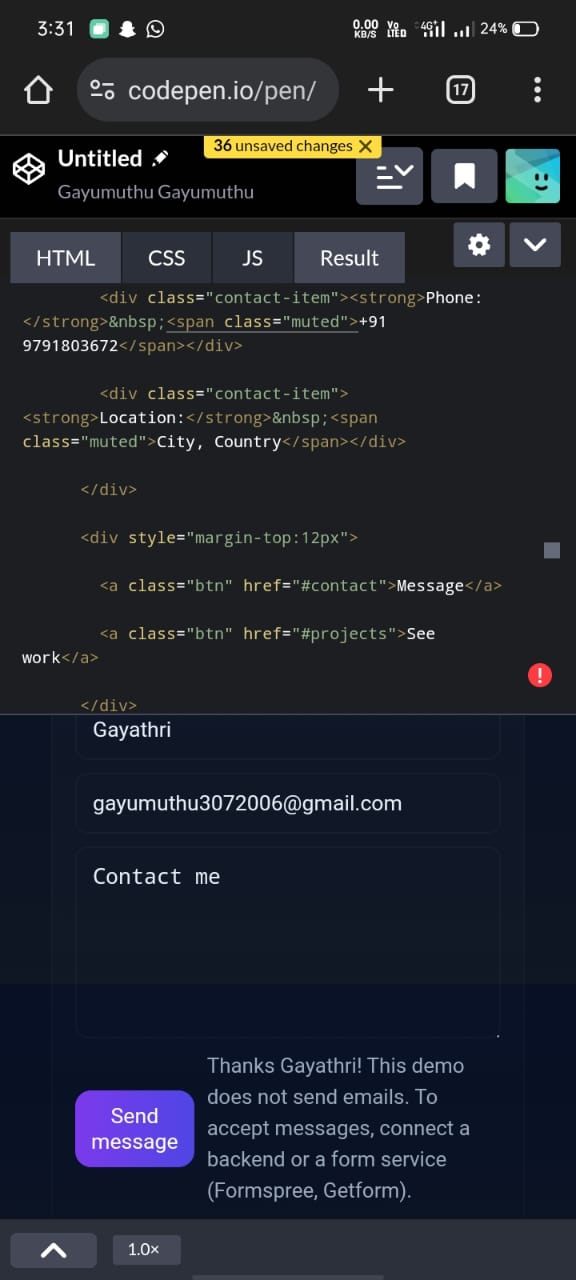 3:31
0.00 KB/S
Vo LTED
4G+
24%
codepen.io/pen/
17
36 unsaved changes
Untitled
Gayumuthu Gayumuthu
HTML
CSS
JS
Result
<div class="contact-item"><strong>Phone:
</strong>&nbsp;<span class="muted">+91
9791803672</span></div>
<div class="contact-item">
<strong>Location:</strong>&nbsp;<span
class="muted">City, Country</span></div>
</div>
<div style="margin-top:12px">
<a class="btn" href="#contact">Message</a>
<a class="btn" href="#projects">See
work</a>
</div>
Gayathri
gayumuthu3072006@gmail.com
Contact me
Send
message
Thanks Gayathri! This demo
does not send emails. To
accept messages, connect a
backend or a form service
(Formspree, Getform).
1.0×